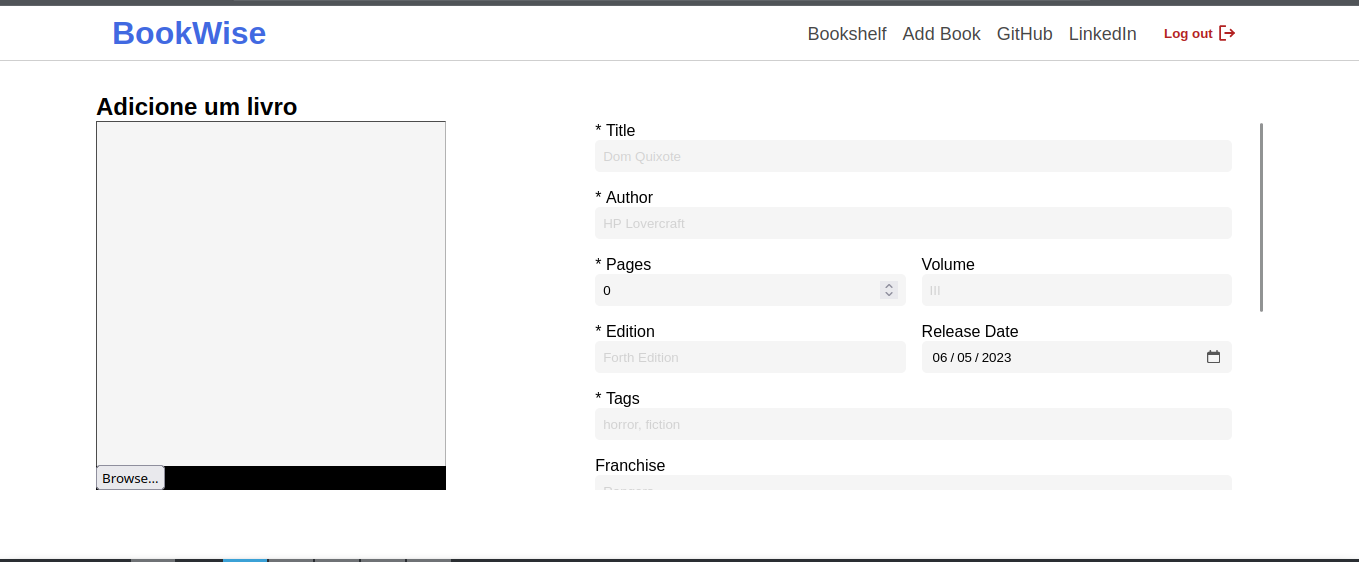 BookWise
Bookshelf Add Book GitHub LinkedIn Log out
Adicione um livro
Browse...
* Title
Dom Quixote
* Author
HP Lovercraft
* Pages
0
Volume
III
* Edition
Forth Edition
Release Date
06 / 05 / 2023
* Tags
horror, fiction
Franchise